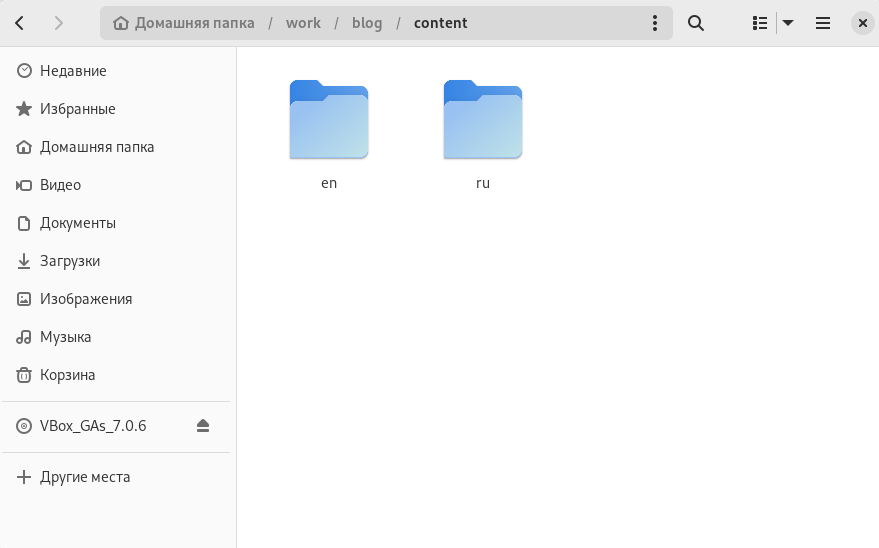 Домашняя папка / work / blog / content
Недавние
Избранные
Домашняя папка
Видео
Документы
Загрузки
Изображения
Музыка
Корзина
VBox_GAs_7.0.6
Другие места
en
ru